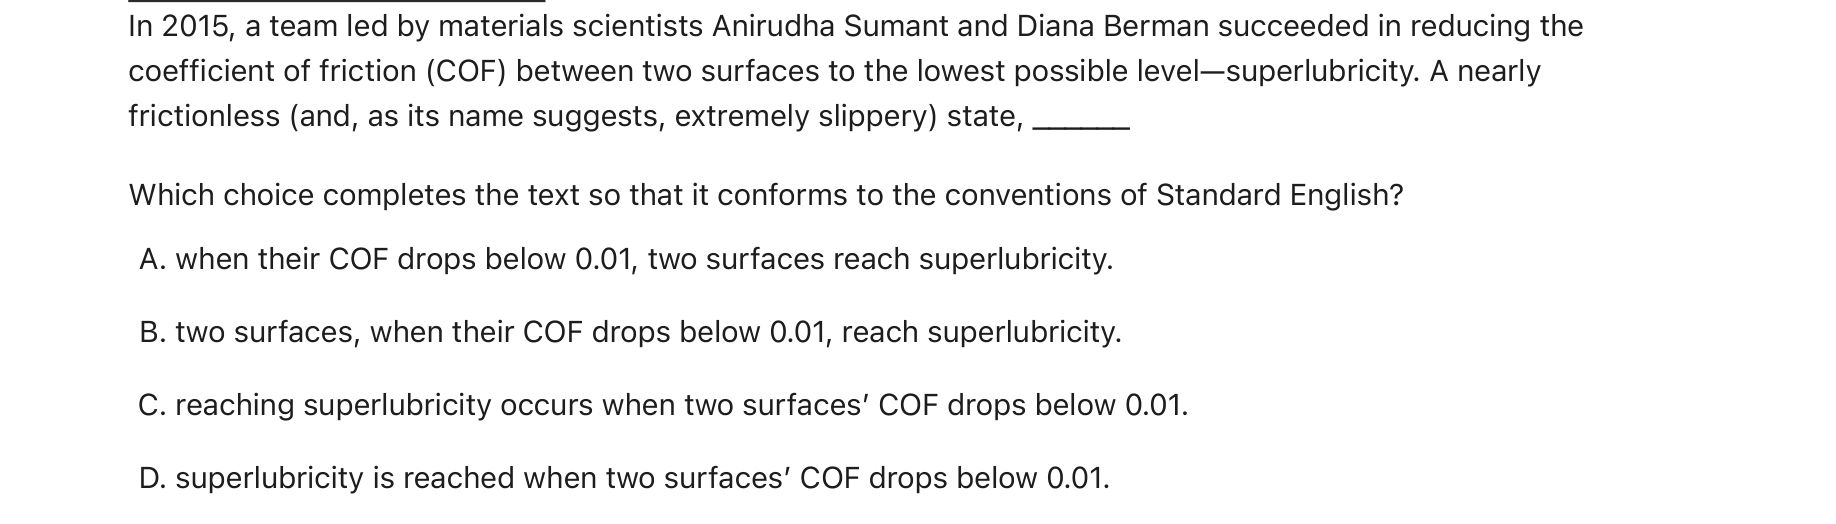 In 2015, a team led by materials scientists Anirudha Sumant and Diana Berman succeeded in reducing the
coefficient of friction (COF) between two surfaces to the lowest possible level—superlubricity. A nearly
frictionless (and, as its name suggests, extremely slippery) state, ______
Which choice completes the text so that it conforms to the conventions of Standard English?
A. when their COF drops below 0.01, two surfaces reach superlubricity.
B. two surfaces, when their COF drops below 0.01, reach superlubricity.
C. reaching superlubricity occurs when two surfaces’ COF drops below 0.01.
D. superlubricity is reached when two surfaces’ COF drops below 0.01.